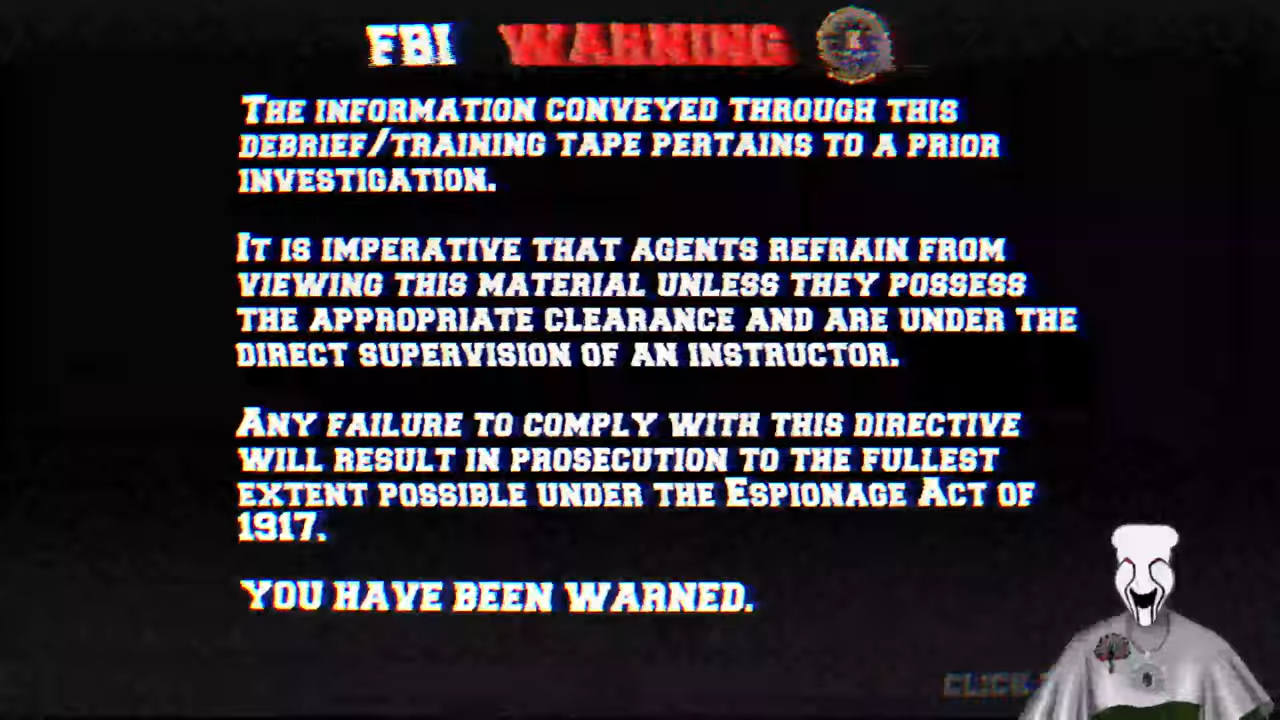 FBI WARNING
THE INFORMATION CONVEYED THROUGH THIS
DEBRIEF/TRAINING TAPE PERTAINS TO A PRIOR
INVESTIGATION.
IT IS IMPERATIVE THAT AGENTS REFRAIN FROM
VIEWING THIS MATERIAL UNLESS THEY POSSESS
THE APPROPRIATE CLEARANCE AND ARE UNDER THE
DIRECT SUPERVISION OF AN INSTRUCTOR.
ANY FAILURE TO COMPLY WITH THIS DIRECTIVE
WILL RESULT IN PROSECUTION TO THE FULLEST
EXTENT POSSIBLE UNDER THE ESPIONAGE ACT OF
1917.
YOU HAVE BEEN WARNED.
CLICK